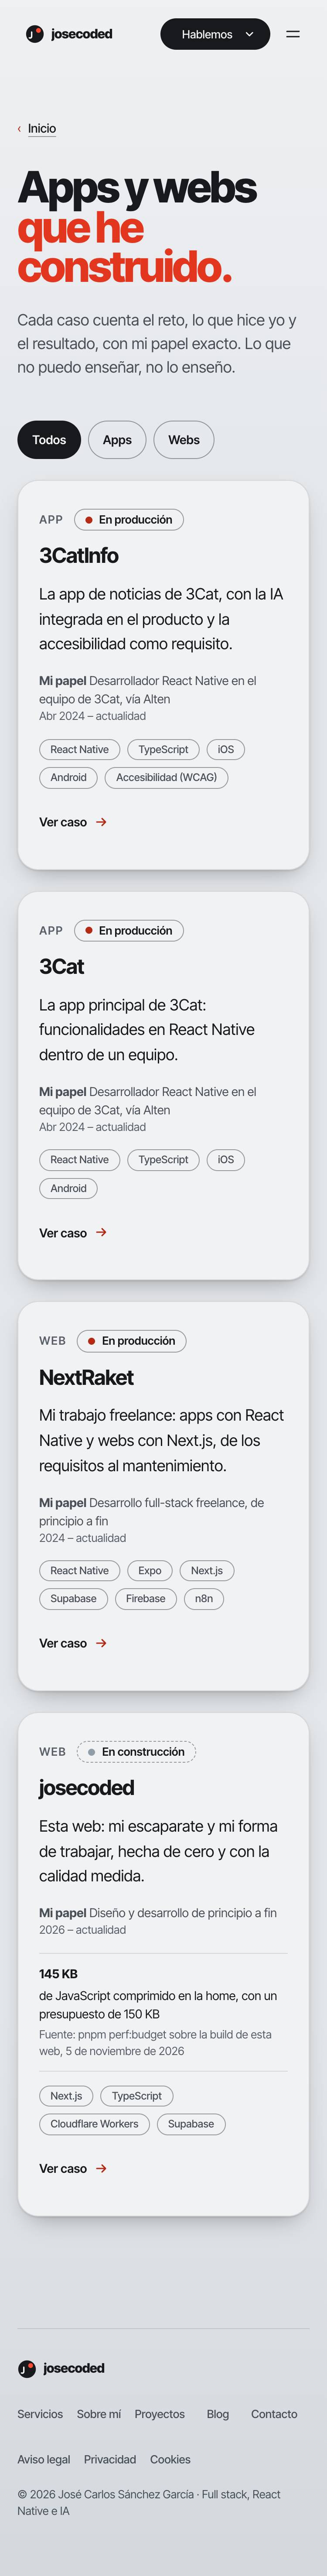 josecoded
Hablemos
‹ Inicio
Apps y webs
que he
construido.
Cada caso cuenta el reto, lo que hice yo y
el resultado, con mi papel exacto. Lo que
no puedo enseñar, no lo enseño.
Todos
Apps
Webs
APP
En producción
3CatInfo
La app de noticias de 3Cat, con la IA
integrada en el producto y la
accesibilidad como requisito.
Mi papel Desarrollador React Native en el
equipo de 3Cat, vía Alten
Abr 2024 – actualidad
React Native
TypeScript
iOS
Android
Accesibilidad (WCAG)
Ver caso →
APP
En producción
3Cat
La app principal de 3Cat:
funcionalidades en React Native
dentro de un equipo.
Mi papel Desarrollador React Native en el
equipo de 3Cat, vía Alten
Abr 2024 – actualidad
React Native
TypeScript
iOS
Android
Ver caso →
WEB
En producción
NextRaket
Mi trabajo freelance: apps con React
Native y webs con Next.js, de los
requisitos al mantenimiento.
Mi papel Desarrollo full-stack freelance, de
principio a fin
2024 – actualidad
React Native
Expo
Next.js
Supabase
Firebase
n8n
Ver caso →
WEB
En construcción
josecoded
Esta web: mi escaparate y mi forma
de trabajar, hecha de cero y con la
calidad medida.
Mi papel Diseño y desarrollo de principio a fin
2026 – actualidad
145 KB
de JavaScript comprimido en la home, con un
presupuesto de 150 KB
Fuente: pnpm perf:budget sobre la build de esta
web, 5 de noviembre de 2026
Next.js
TypeScript
Cloudflare Workers
Supabase
Ver caso →
josecoded
Servicios
Sobre mí
Proyectos
Blog
Contacto
Aviso legal
Privacidad
Cookies
© 2026 José Carlos Sánchez García · Full stack, React
Native e IA